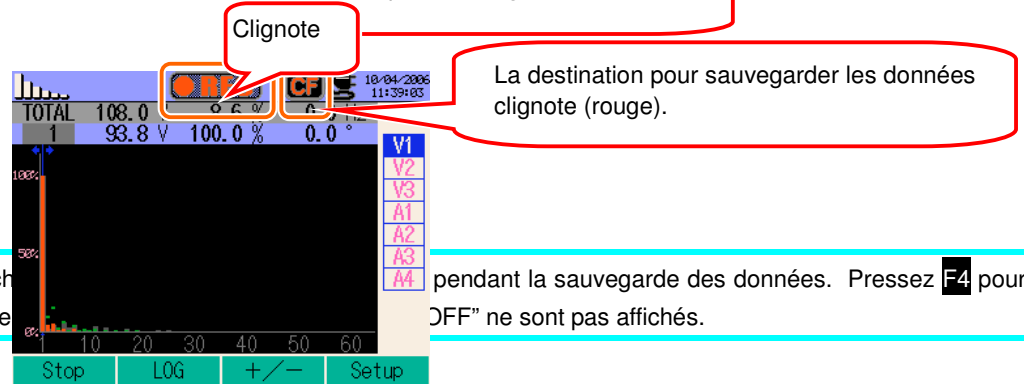 Clignote
La destination pour sauvegarder les données
clignote (rouge).
CF
10/04/2006
11:39:03
TOTAL 108.0 8.6 %
1 93.8 V 100.0 % 0.0 °
V1
V2
V3
A1
A2
A3
A4
100%
50%
0%
1 10 20 30 40 50 60
Stop LOG +/- Setup
pendant la sauvegarde des données. Pressez F4 pour
OFF” ne sont pas affichés.